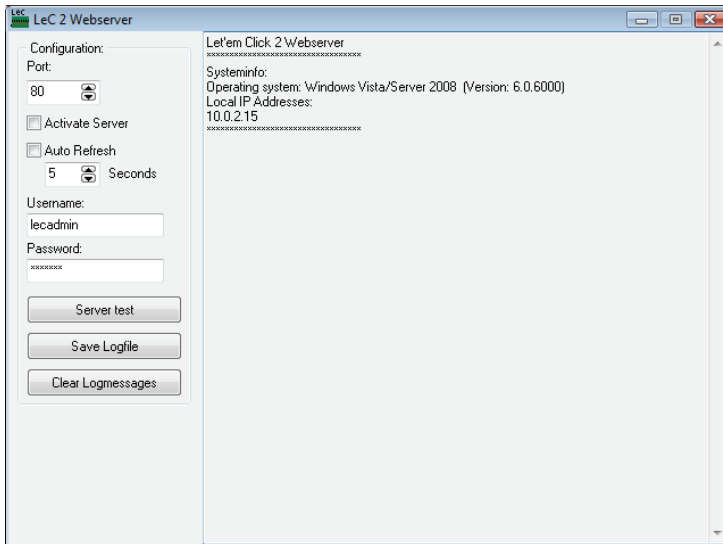 LeC
LeC 2 Webserver
Configuration:
Port:
80
Activate Server
Auto Refresh
5 Seconds
Username:
lecadmin
Password:
×××××××
Server test
Save Logfile
Clear Logmessages
Let'em Click 2 Webserver
×××××××××××××××××××××××××××××××
Systeminfo:
Operating system: Windows Vista/Server 2008 (Version: 6.0.6000)
Local IP Addresses:
10.0.2.15
×××××××××××××××××××××××××××××××